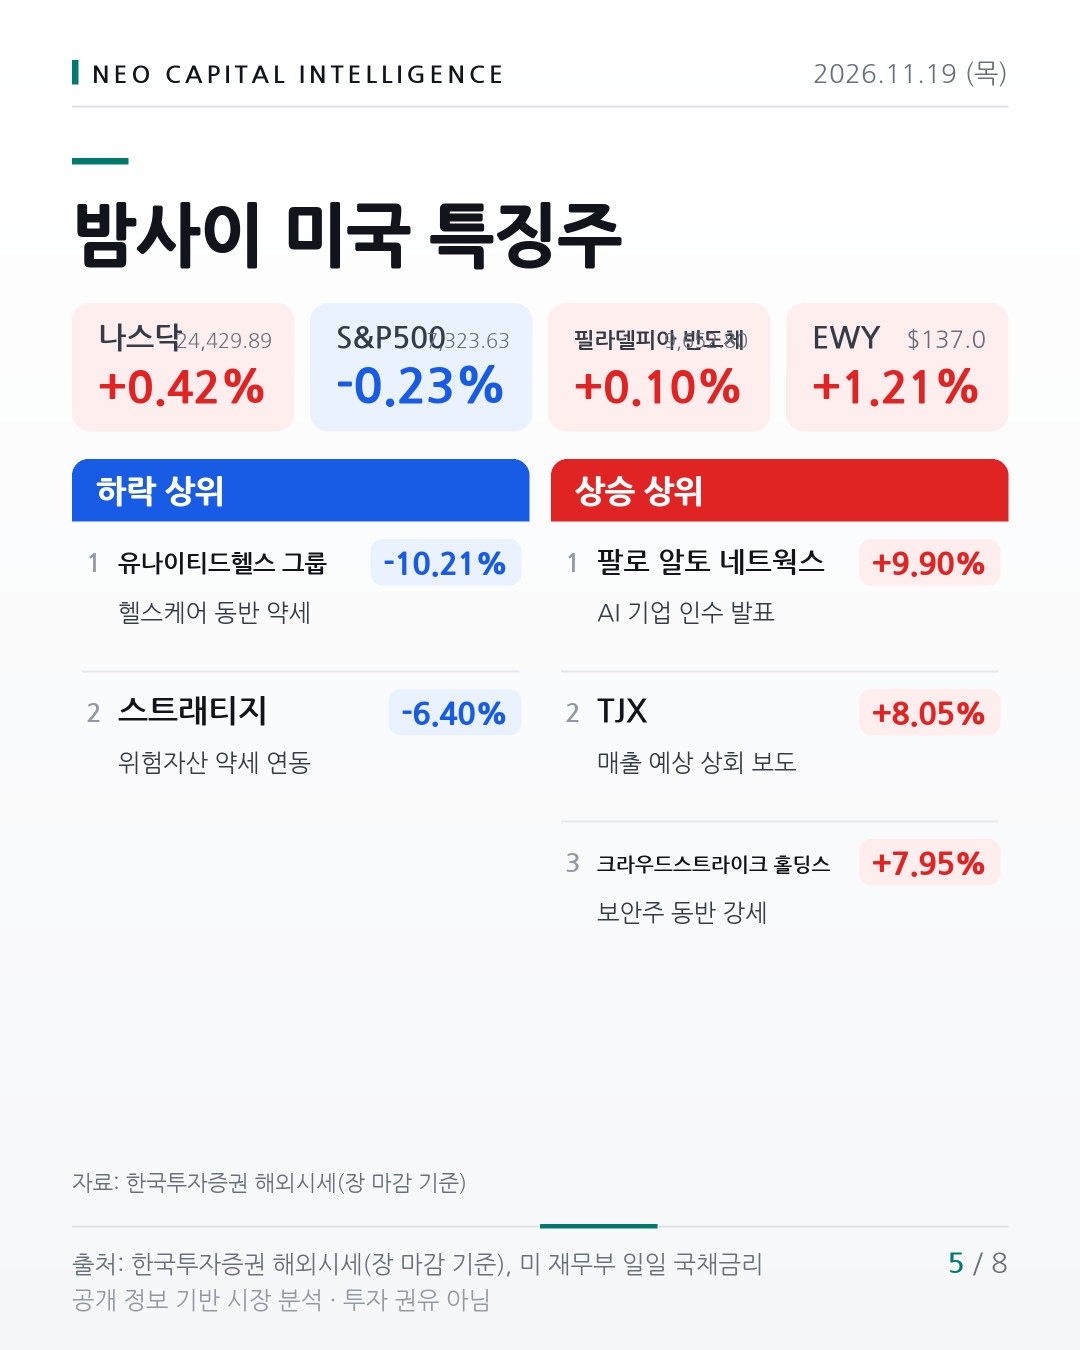 NEO CAPITAL INTELLIGENCE
2026.11.19 (목)
밤사이 미국 특징주
나스닥 24,429.89
+0.42%
S&P500 7,323.63
-0.23%
필라델피아 반도체
+0.10%
EWY $137.0
+1.21%
하락 상위
1 유나이티드헬스 그룹 -10.21%
헬스케어 동반 약세
2 스트래티지 -6.40%
위험자산 약세 연동
상승 상위
1 팔로 알토 네트웍스 +9.90%
AI 기업 인수 발표
2 TJX +8.05%
매출 예상 상회 보도
3 크라우드스트라이크 홀딩스 +7.95%
보안주 동반 강세
자료: 한국투자증권 해외시세(장 마감 기준)
출처: 한국투자증권 해외시세(장 마감 기준), 미 재무부 일일 국채금리
공개 정보 기반 시장 분석 · 투자 권유 아님
5 / 8